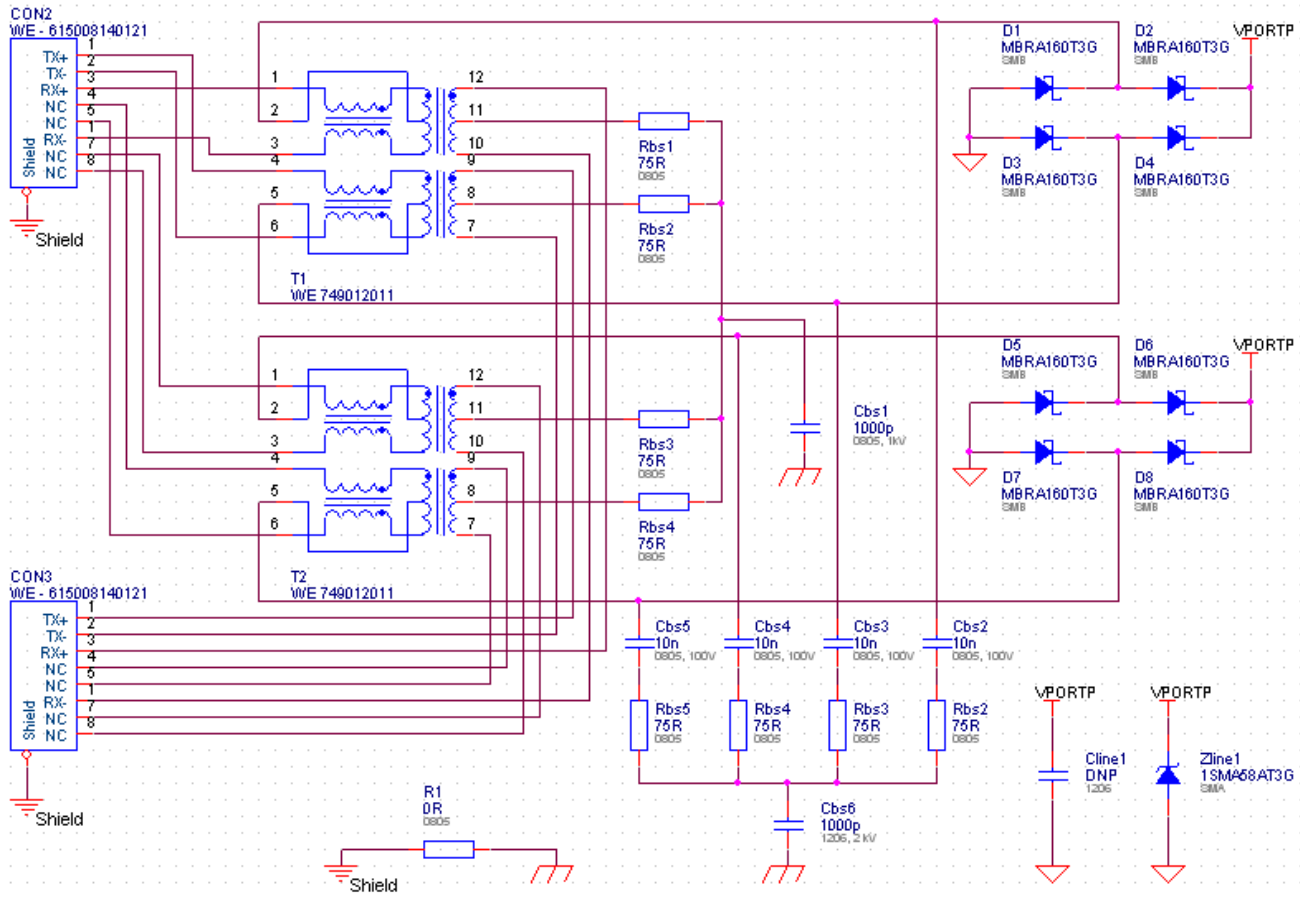 CON2
WE - 615008140121
1
TX+ 2
TX- 3
RX+ 4
NC 5
NC 1
RX- 7
NC 8
NC
Shield
Shield
1
2
3
4
5
6
12
11
10
9
8
7
T1
WE 749012011
Rbs1
75R
0805
Rbs2
75R
0805
D1
MBRA160T3G
SMB
D2
MBRA160T3G
SMB
VPORTP
D3
MBRA160T3G
SMB
D4
MBRA160T3G
SMB
1
2
3
4
5
6
12
11
10
9
8
7
T2
WE 749012011
Rbs3
75R
0805
Rbs4
75R
0805
Cbs1
1000p
0805, 1kV
D5
MBRA160T3G
SMB
D6
MBRA160T3G
SMB
VPORTP
D7
MBRA160T3G
SMB
D8
MBRA160T3G
SMB
CON3
WE - 615008140121
1
TX+ 2
TX- 3
RX+ 4
NC 5
NC 1
RX- 7
NC 8
NC
Shield
Shield
Cbs5
10n
0805, 100V
Cbs4
10n
0805, 100V
Cbs3
10n
0805, 100V
Cbs2
10n
0805, 100V
Rbs5
75R
0805
Rbs4
75R
0805
Rbs3
75R
0805
Rbs2
75R
0805
Cbs6
1000p
1206, 2kV
R1
0R
0805
Shield
VPORTP
Cline1
DNP
1206
VPORTP
Zline1
1SMA58AT3G
SMA